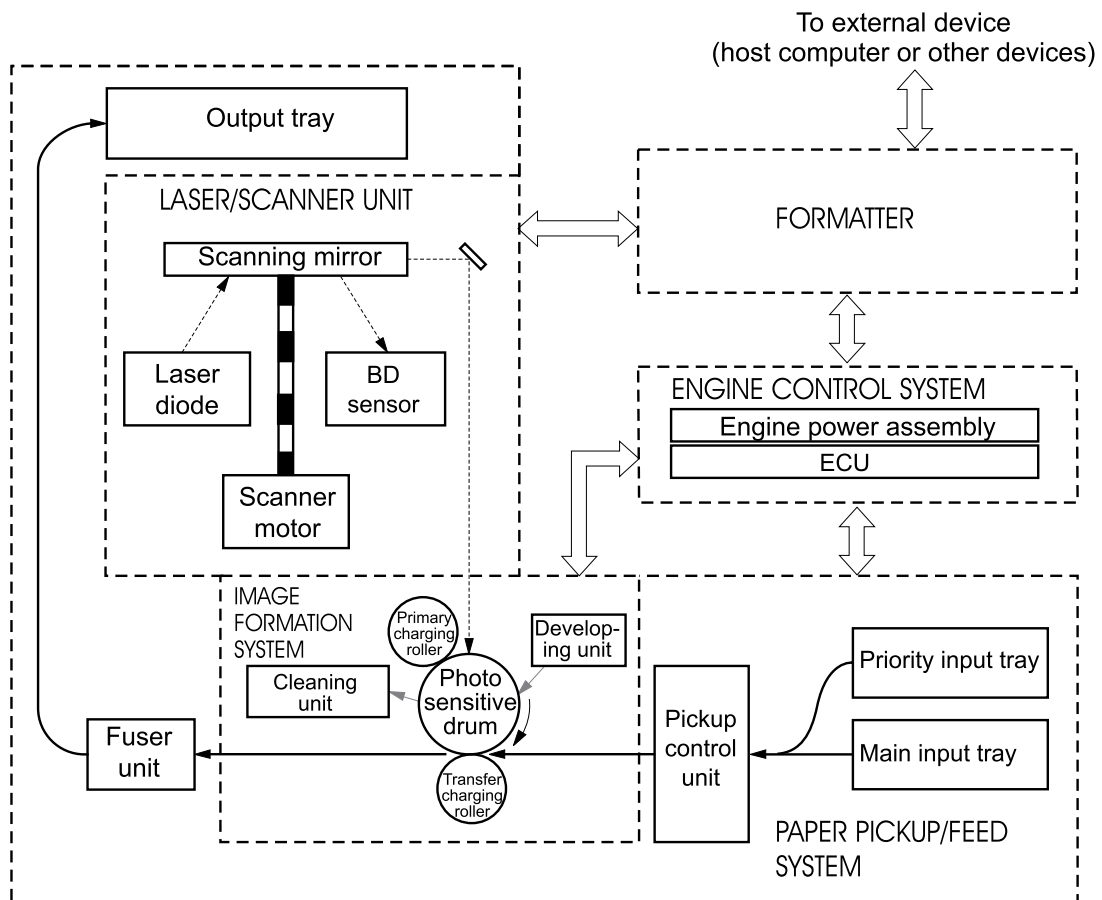 To external device
(host computer or other devices)
Output tray
LASER/SCANNER UNIT
FORMATTER
Scanning mirror
Laser
diode
BD
sensor
ENGINE CONTROL SYSTEM
Engine power assembly
ECU
Scanner
motor
IMAGE
FORMATION
SYSTEM
Primary
charging
roller
Develop-
ing unit
Cleaning
unit
Photo
sensitive
drum
Priority input tray
Pickup
control
unit
Main input tray
Fuser
unit
Transfer
charging
roller
PAPER PICKUP/FEED
SYSTEM